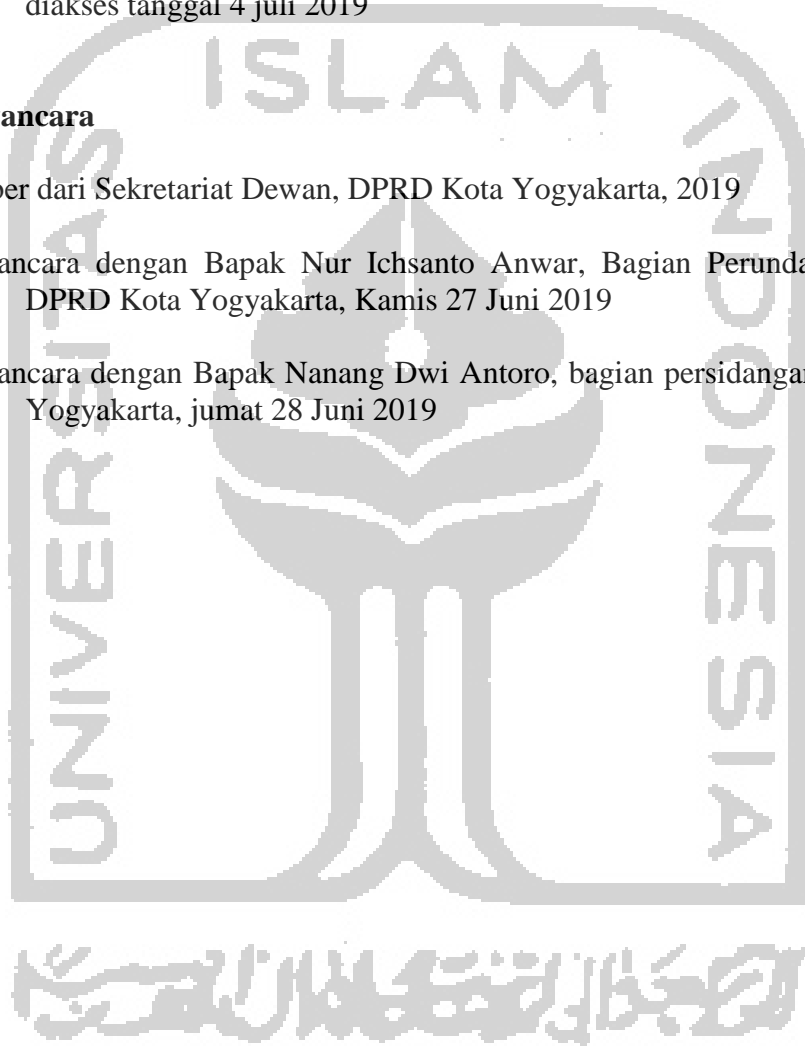 diakses tanggal 4 juli 2019
ISLAM
ancara
er dari Sekretariat Dewan, DPRD Kota Yogyakarta, 2019
ancara dengan Bapak Nur Ichsanto Anwar, Bagian Perunda
DPRD Kota Yogyakarta, Kamis 27 Juni 2019
ancara dengan Bapak Nanang Dwi Antoro, bagian persidangan
Yogyakarta, jumat 28 Juni 2019
UNIVERSITAS
INDONESIA